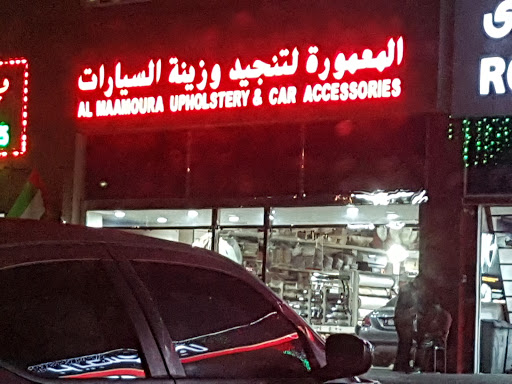 المعمورة لتنجيد وزينة السيارات
AL MAAMOURA UPHOLSTERY & CAR ACCESSORIES